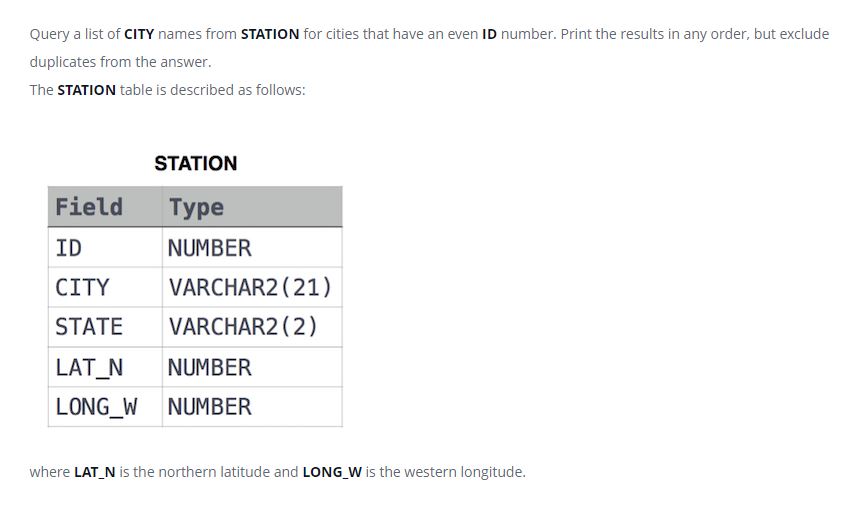 Query a list of CITY names from STATION for cities that have an even ID number. Print the results in any order, but exclude
duplicates from the answer.
The STATION table is described as follows:
STATION
Field Type
ID NUMBER
CITY VARCHAR2(21)
STATE VARCHAR2(2)
LAT_N NUMBER
LONG_W NUMBER
where LAT_N is the northern latitude and LONG_W is the western longitude.